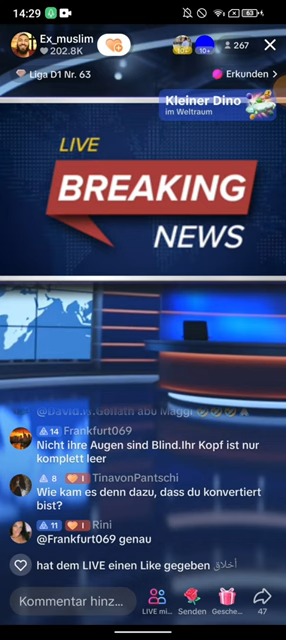 14:29
63
Ex_muslim
202.8K
10+
267
Liga D1 Nr. 63
Erkunden
Kleiner Dino
im Weltraum
LIVE
BREAKING
NEWS
14 Frankfurt069
Nicht ihre Augen sind Blind.Ihr Kopf ist nur
komplett leer
8 I TinavonPantschi
Wie kam es denn dazu, dass du konvertiert
bist?
11 I Rini
@Frankfurt069 genau
hat dem LIVE einen Like gegeben أخلاق
Kommentar hinz...
LIVE mi...
Senden
Gesche...
47